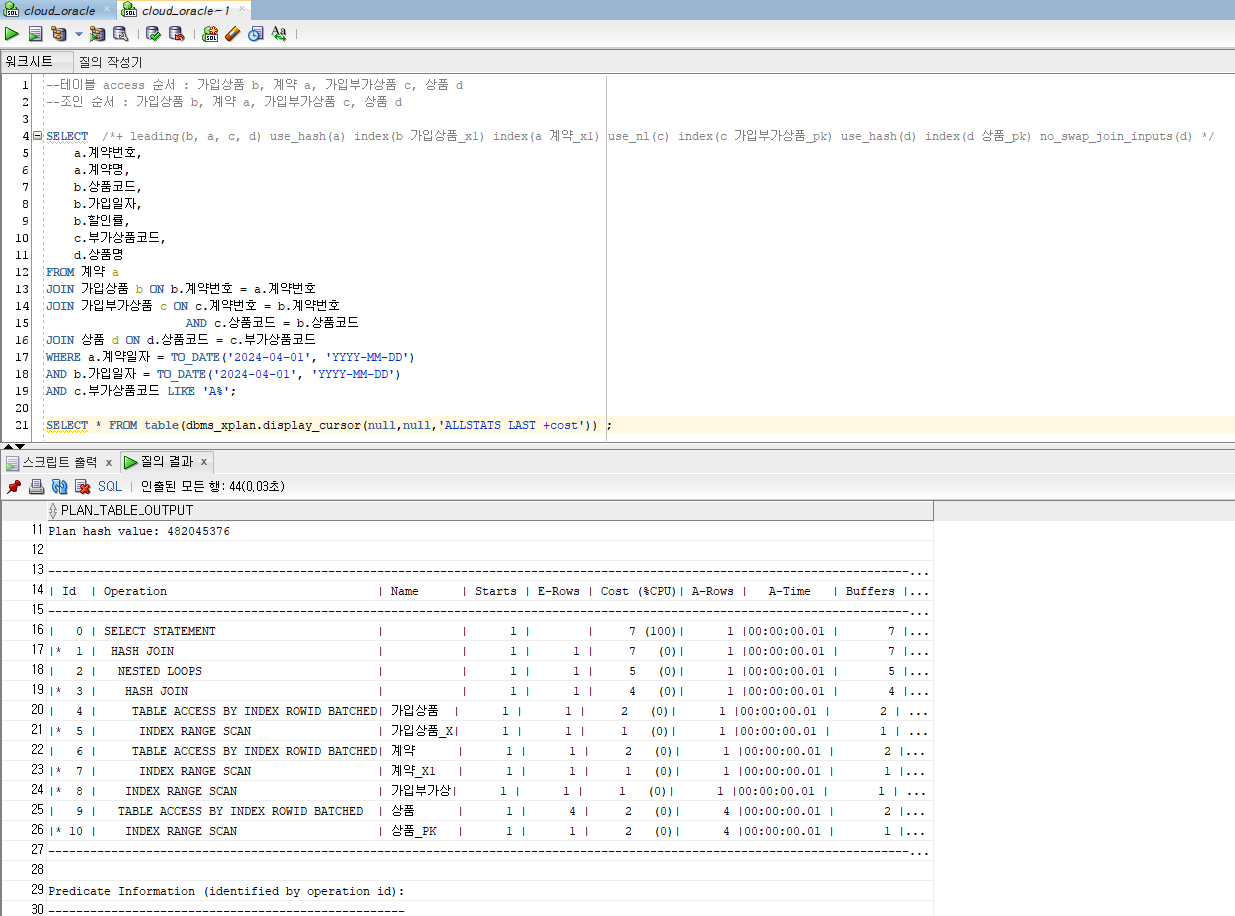 cloud_oracle × cloud_oracle~1 ×
워크시트 질의 작성기
1 --테이블 access 순서 : 가입상품 b, 계약 a, 가입부가상품 c, 상품 d
2 --조인 순서 : 가입상품 b, 계약 a, 가입부가상품 c, 상품 d
3
4 SELECT /*+ leading(b, a, c, d) use_hash(a) index(b 가입상품_x1) index(a 계약_x1) use_nl(c) index(c 가입부가상품_pk) use_hash(d) index(d 상품_pk) no_swap_join_inputs(d) */
5 a.계약번호,
6 a.계약명,
7 b.상품코드,
8 b.가입일자,
9 b.할인률,
10 c.부가상품코드,
11 d.상품명
12 FROM 계약 a
13 JOIN 가입상품 b ON b.계약번호 = a.계약번호
14 JOIN 가입부가상품 c ON c.계약번호 = b.계약번호
15 AND c.상품코드 = b.상품코드
16 JOIN 상품 d ON d.상품코드 = c.부가상품코드
17 WHERE a.계약일자 = TO_DATE('2024-04-01', 'YYYY-MM-DD')
18 AND b.가입일자 = TO_DATE('2024-04-01', 'YYYY-MM-DD')
19 AND c.부가상품코드 LIKE 'A%';
20
21 SELECT * FROM table(dbms_xplan.display_cursor(null,null,'ALLSTATS LAST +cost')) ;
스크립트 출력 × 질의 결과 ×
SQL | 인출된 모든 행: 44(0,03초)
PLAN_TABLE_OUTPUT
11 Plan hash value: 482045376
12
13 ---------------------------------------------------------------------------------------------------------------------------...
14 | Id | Operation | Name | Starts | E-Rows | Cost (%CPU)| A-Rows | A-Time | Buffers |...
15 ---------------------------------------------------------------------------------------------------------------------------...
16 | 0 | SELECT STATEMENT | | 1 | | 7 (100)| 1 |00:00:00.01 | 7 |...
17 |* 1 | HASH JOIN | | 1 | 1 | 7 (0)| 1 |00:00:00.01 | 7 |...
18 | 2 | NESTED LOOPS | | 1 | 1 | 5 (0)| 1 |00:00:00.01 | 5 |...
19 |* 3 | HASH JOIN | | 1 | 1 | 4 (0)| 1 |00:00:00.01 | 4 |...
20 | 4 | TABLE ACCESS BY INDEX ROWID BATCHED| 가입상품 | 1 | 1 | 2 (0)| 1 |00:00:00.01 | 2 |...
21 |* 5 | INDEX RANGE SCAN | 가입상품_X| 1 | 1 | 1 (0)| 1 |00:00:00.01 | 1 |...
22 | 6 | TABLE ACCESS BY INDEX ROWID BATCHED| 계약 | 1 | 1 | 2 (0)| 1 |00:00:00.01 | 2 |...
23 |* 7 | INDEX RANGE SCAN | 계약_X1 | 1 | 1 | 1 (0)| 1 |00:00:00.01 | 1 |...
24 |* 8 | INDEX RANGE SCAN | 가입부가상| 1 | 1 | 1 (0)| 1 |00:00:00.01 | 1 |...
25 | 9 | TABLE ACCESS BY INDEX ROWID BATCHED | 상품 | 1 | 4 | 2 (0)| 4 |00:00:00.01 | 2 |...
26 |* 10 | INDEX RANGE SCAN | 상품_PK | 1 | 1 | 2 (0)| 4 |00:00:00.01 | 1 |...
27 ---------------------------------------------------------------------------------------------------------------------------...
28
29 Predicate Information (identified by operation id):
30 ---------------------------------------------------